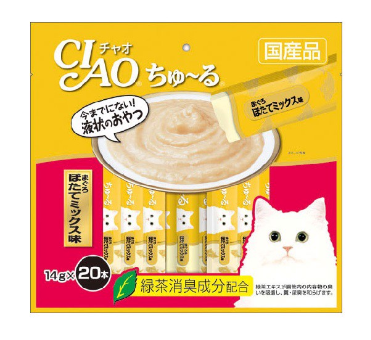 CIAO
チャオ
ちゅ〜る
国産品
今までにない!
液状のおやつ
まぐろ
ほたてミックス味
まぐろ
ほたてミックス味
14g×20本
緑茶消臭成分配合